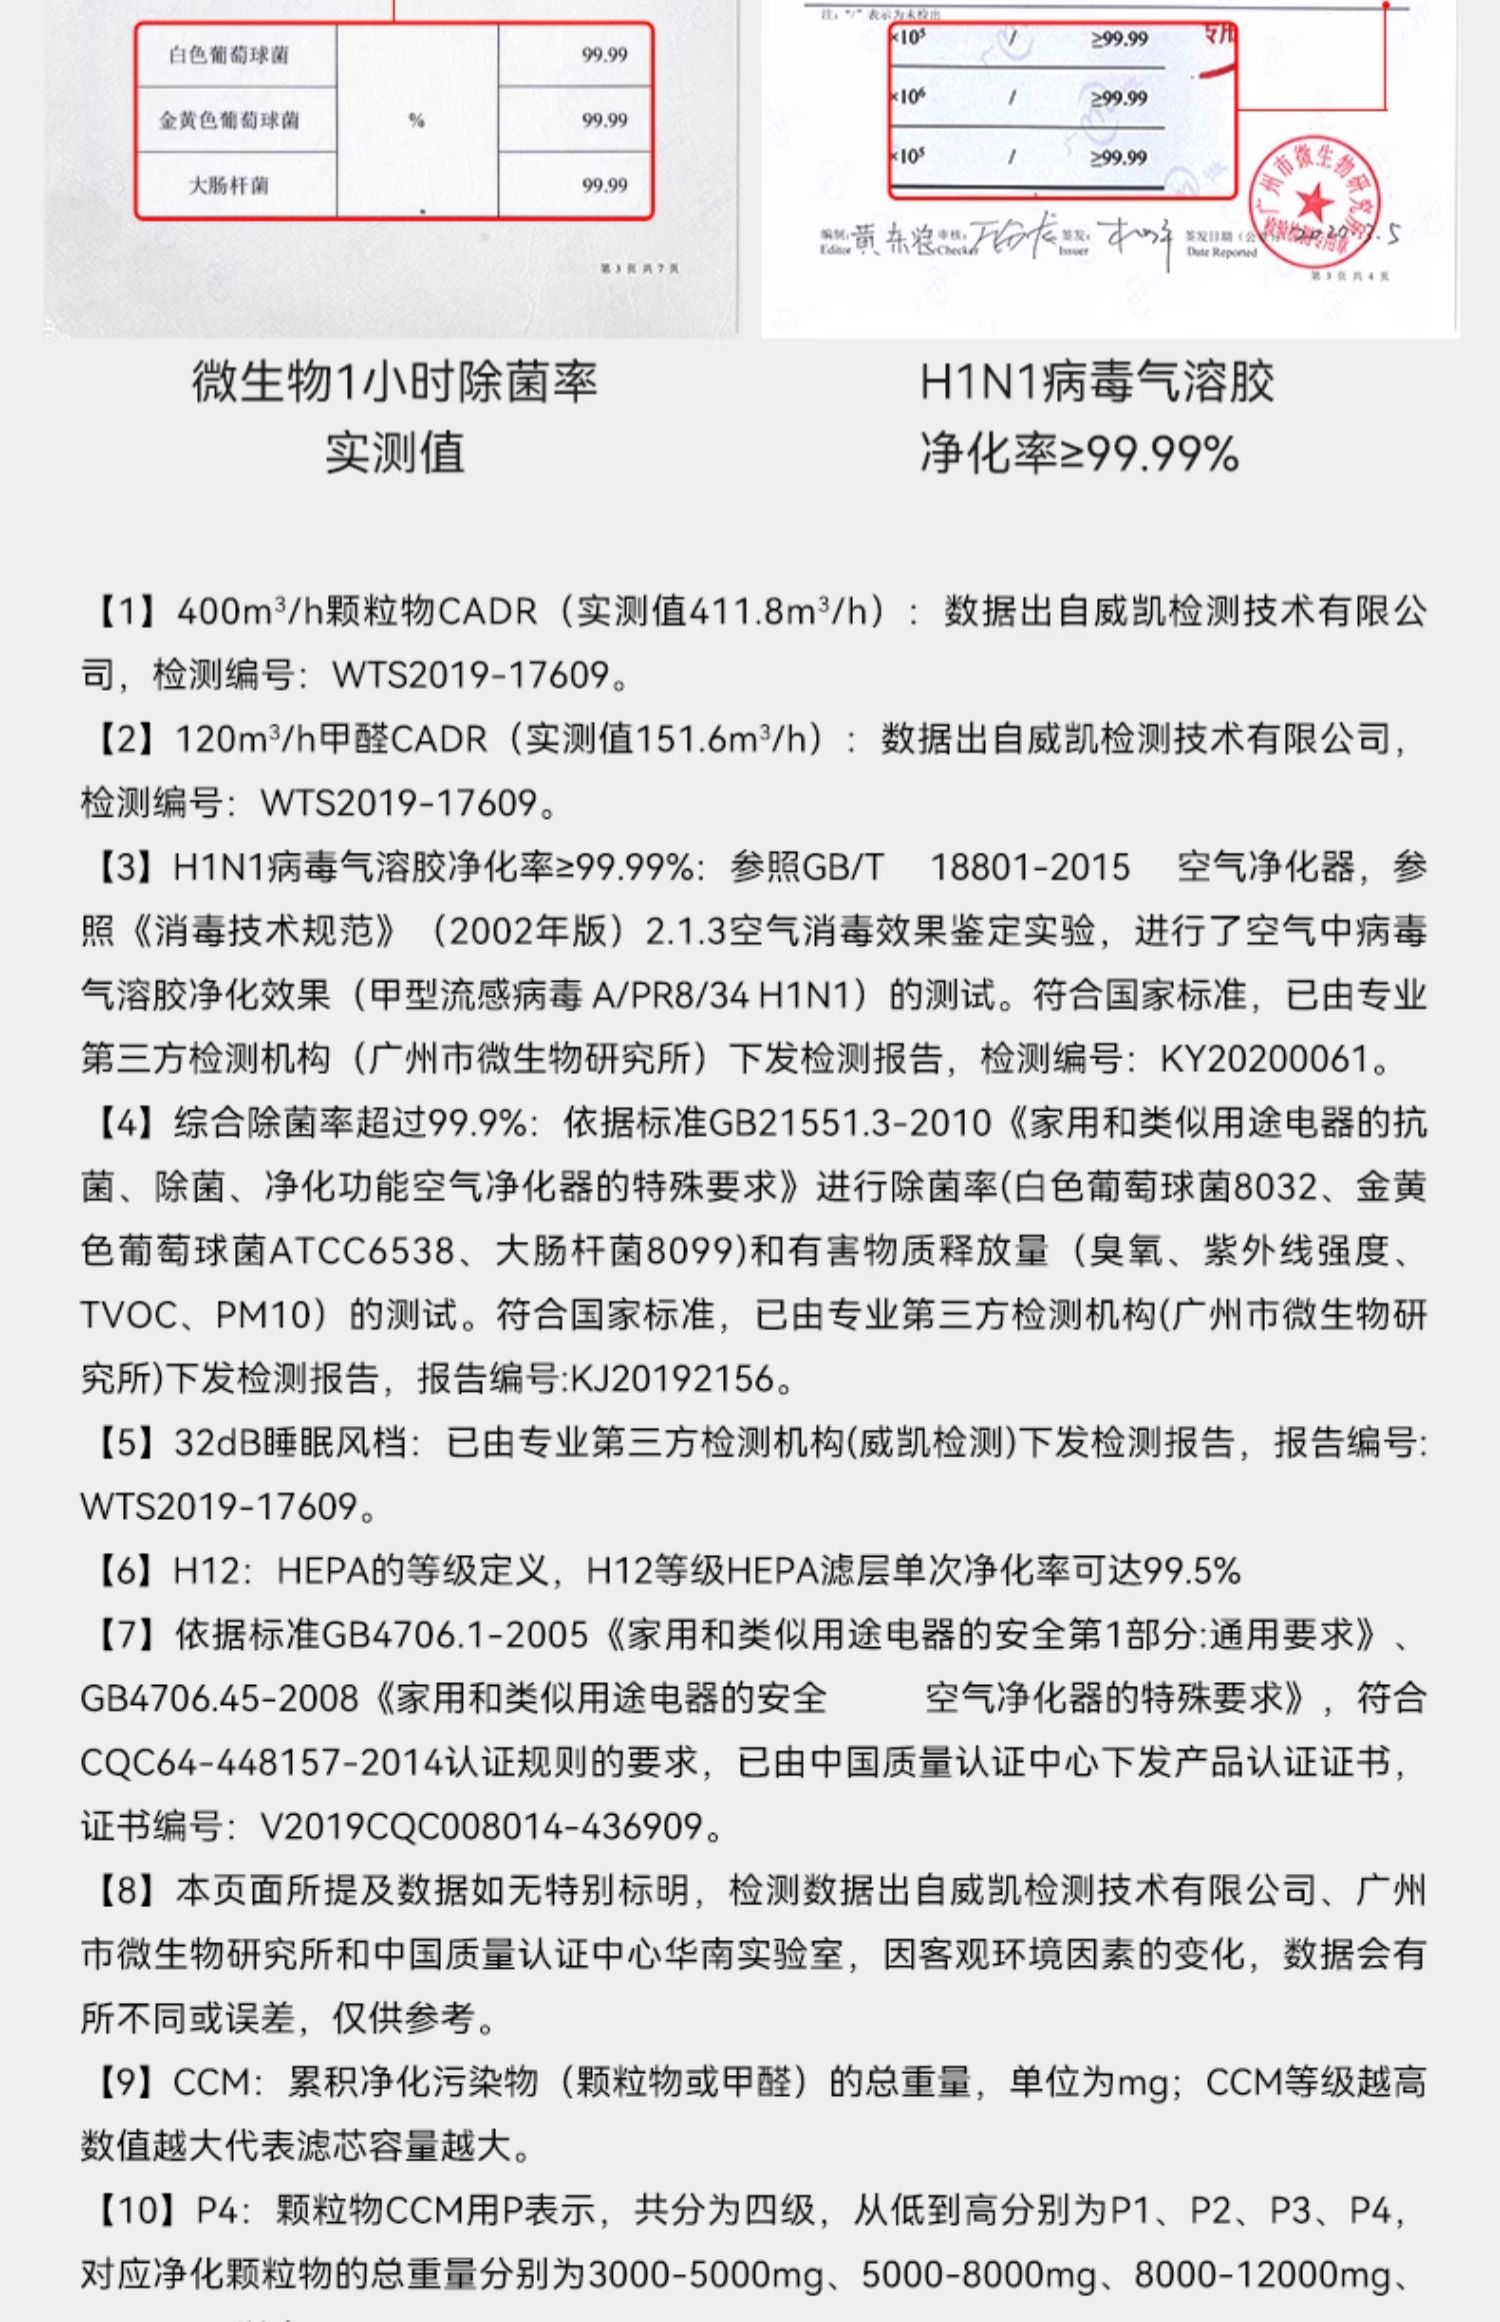 注："/"表示为未检出
白色葡萄球菌 99.99
金黄色葡萄球菌 % 99.99
大肠杆菌 99.99
第 3 页 共 7 页
×10⁵ / ≥99.99
×10⁶ / ≥99.99
×10⁵ / ≥99.99
广州市微生物研究所
编制: 审核: 签发: 签发日期
Editor Checker Issuer Date Reported
第 3 页 共 4 页
微生物1小时除菌率
实测值
H1N1病毒气溶胶
净化率≥99.99%
【1】400m³/h颗粒物CADR（实测值411.8m³/h）：数据出自威凯检测技术有限公
司，检测编号：WTS2019-17609。
【2】120m³/h甲醛CADR（实测值151.6m³/h）：数据出自威凯检测技术有限公司，
检测编号：WTS2019-17609。
【3】H1N1病毒气溶胶净化率≥99.99%：参照GB/T 18801-2015 空气净化器，参
照《消毒技术规范》（2002年版）2.1.3空气消毒效果鉴定实验，进行了空气中病毒
气溶胶净化效果（甲型流感病毒 A/PR8/34 H1N1）的测试。符合国家标准，已由专业
第三方检测机构（广州市微生物研究所）下发检测报告，检测编号：KY20200061。
【4】综合除菌率超过99.9%：依据标准GB21551.3-2010《家用和类似用途电器的抗
菌、除菌、净化功能空气净化器的特殊要求》进行除菌率(白色葡萄球菌8032、金黄
色葡萄球菌ATCC6538、大肠杆菌8099)和有害物质释放量（臭氧、紫外线强度、
TVOC、PM10）的测试。符合国家标准，已由专业第三方检测机构(广州市微生物研
究所)下发检测报告，报告编号:KJ20192156。
【5】32dB睡眠风档：已由专业第三方检测机构(威凯检测)下发检测报告，报告编号:
WTS2019-17609。
【6】H12：HEPA的等级定义，H12等级HEPA滤层单次净化率可达99.5%
【7】依据标准GB4706.1-2005《家用和类似用途电器的安全第1部分:通用要求》、
GB4706.45-2008《家用和类似用途电器的安全 空气净化器的特殊要求》，符合
CQC64-448157-2014认证规则的要求，已由中国质量认证中心下发产品认证证书，
证书编号：V2019CQC008014-436909。
【8】本页面所提及数据如无特别标明，检测数据出自威凯检测技术有限公司、广州
市微生物研究所和中国质量认证中心华南实验室，因客观环境因素的变化，数据会有
所不同或误差，仅供参考。
【9】CCM：累积净化污染物（颗粒物或甲醛）的总重量，单位为mg；CCM等级越高
数值越大代表滤芯容量越大。
【10】P4：颗粒物CCM用P表示，共分为四级，从低到高分别为P1、P2、P3、P4，
对应净化颗粒物的总重量分别为3000-5000mg、5000-8000mg、8000-12000mg、